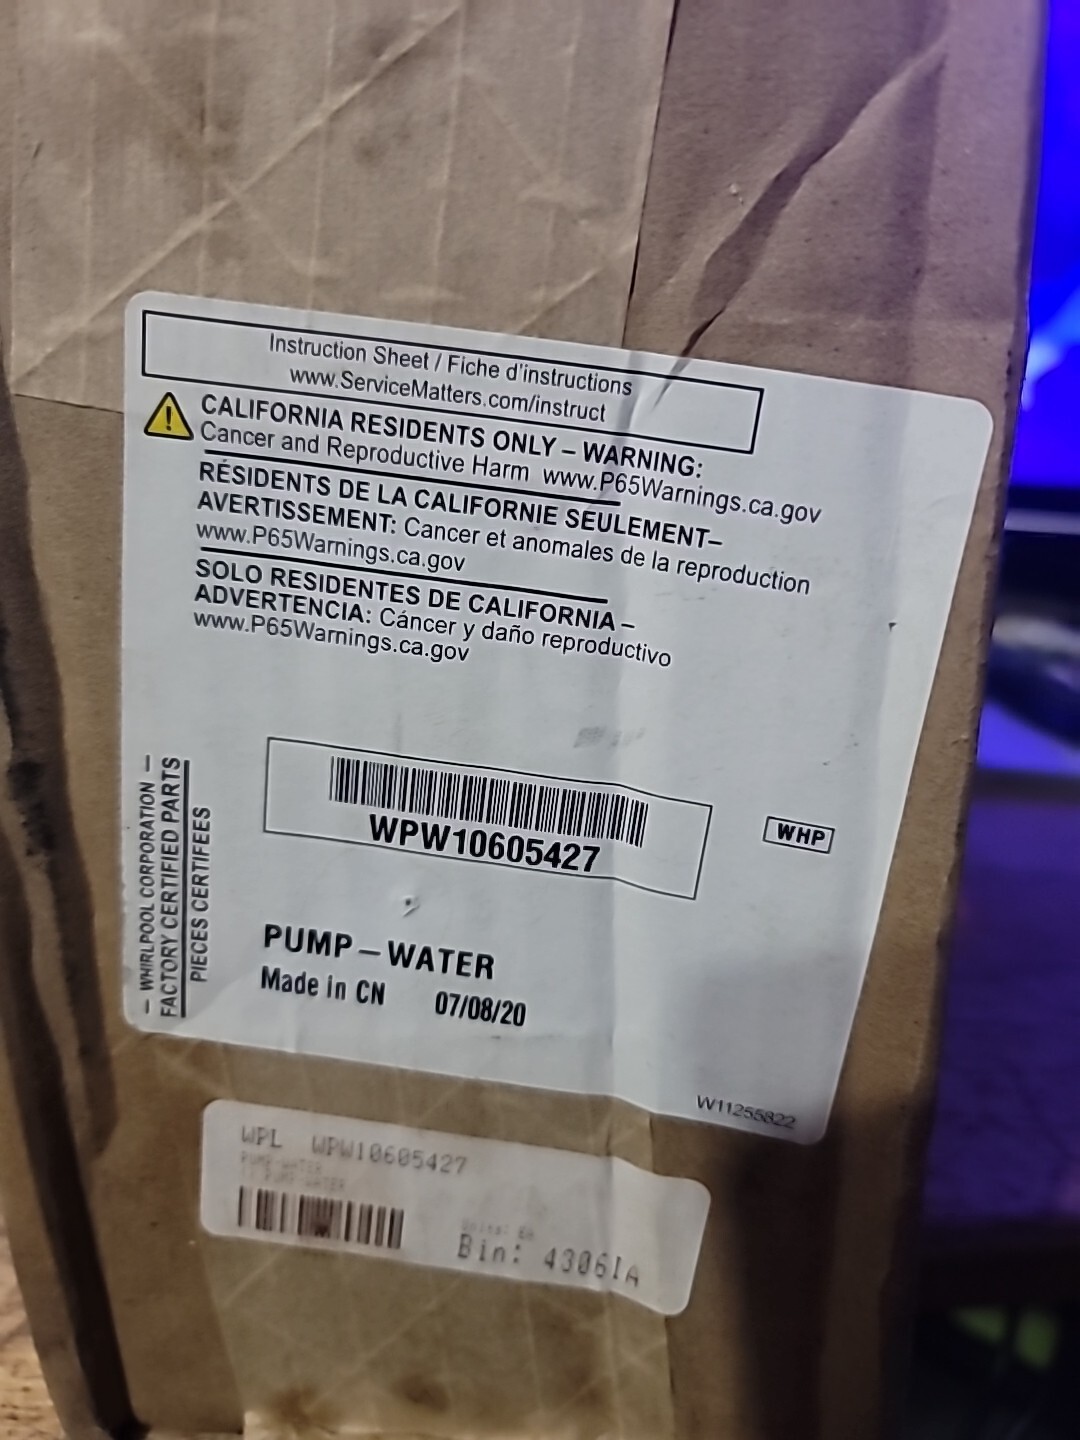 Instruction Sheet / Fiche d'instructions
www.ServiceMatters.com/instruct
CALIFORNIA RESIDENTS ONLY – WARNING:
Cancer and Reproductive Harm www.P65Warnings.ca.gov
RÉSIDENTS DE LA CALIFORNIE SEULEMENT–
AVERTISSEMENT: Cancer et anomales de la reproduction
www.P65Warnings.ca.gov
SOLO RESIDENTES DE CALIFORNIA –
ADVERTENCIA: Cáncer y daño reproductivo
www.P65Warnings.ca.gov
– WHIRLPOOL CORPORATION –
FACTORY CERTIFIED PARTS
PIECES CERTIFEES
WPW10605427
WHP
PUMP – WATER
Made in CN 07/08/20
W11255822
WPL WPW10605427
PUMP-WATER
Bin: 43061A